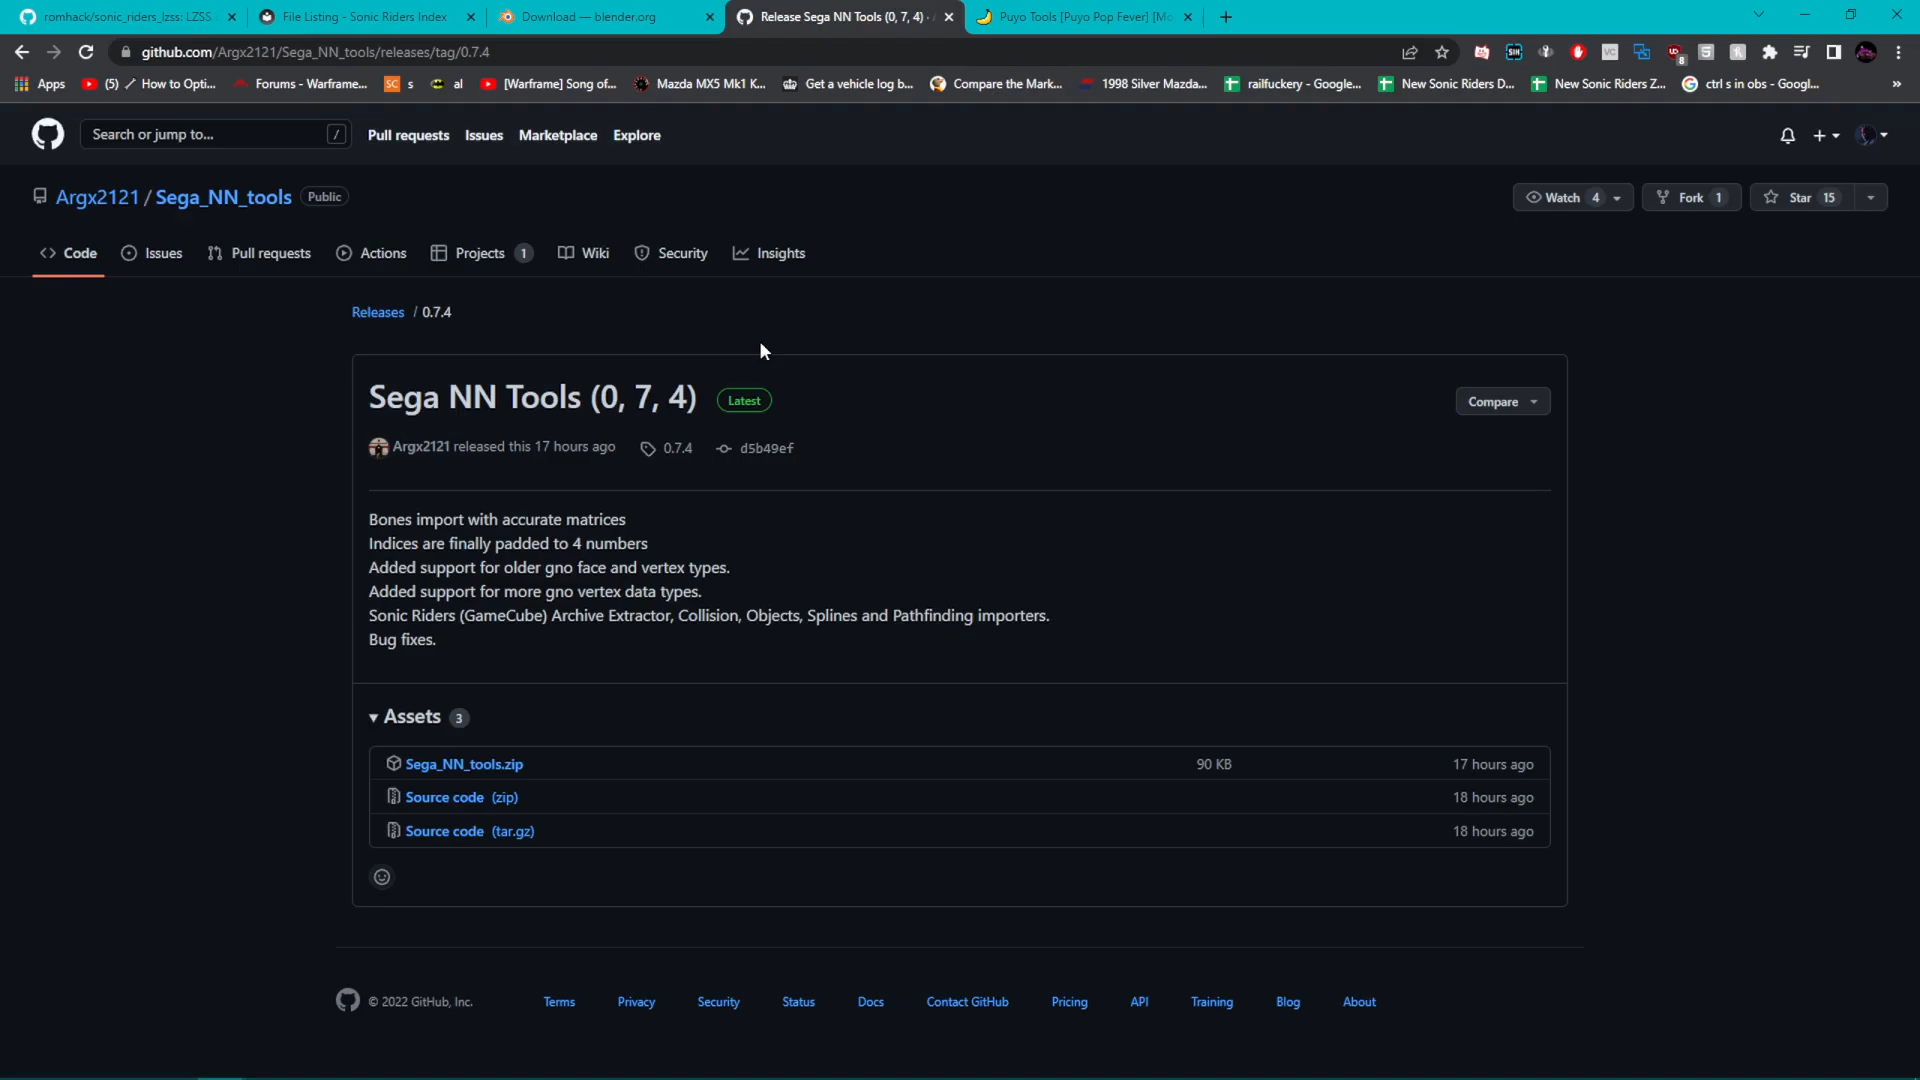 romhack/sonic_riders_lzss: LZSS
File Listing - Sonic Riders Index
Download — blender.org
Release Sega NN Tools (0, 7, 4) ·
Puyo Tools [Puyo Pop Fever] [Mo
github.com/Argx2121/Sega_NN_tools/releases/tag/0.7.4
Apps
(5) How to Opti...
Forums - Warframe...
SC s
al
[Warframe] Song of...
Mazda MX5 Mk1 K...
Get a vehicle log b...
Compare the Mark...
1998 Silver Mazda...
railfuckery - Google...
New Sonic Riders D...
New Sonic Riders Z...
ctrl s in obs - Googl...
»
Search or jump to... /
Pull requests
Issues
Marketplace
Explore
Argx2121 / Sega_NN_tools Public
Watch 4
Fork 1
Star 15
Code
Issues
Pull requests
Actions
Projects 1
Wiki
Security
Insights
Releases / 0.7.4
Sega NN Tools (0, 7, 4) Latest
Compare
Argx2121 released this 17 hours ago 0.7.4 d5b49ef
Bones import with accurate matrices
Indices are finally padded to 4 numbers
Added support for older gno face and vertex types.
Added support for more gno vertex data types.
Sonic Riders (GameCube) Archive Extractor, Collision, Objects, Splines and Pathfinding importers.
Bug fixes.
Assets 3
Sega_NN_tools.zip 90 KB 17 hours ago
Source code (zip) 18 hours ago
Source code (tar.gz) 18 hours ago
© 2022 GitHub, Inc.
Terms
Privacy
Security
Status
Docs
Contact GitHub
Pricing
API
Training
Blog
About